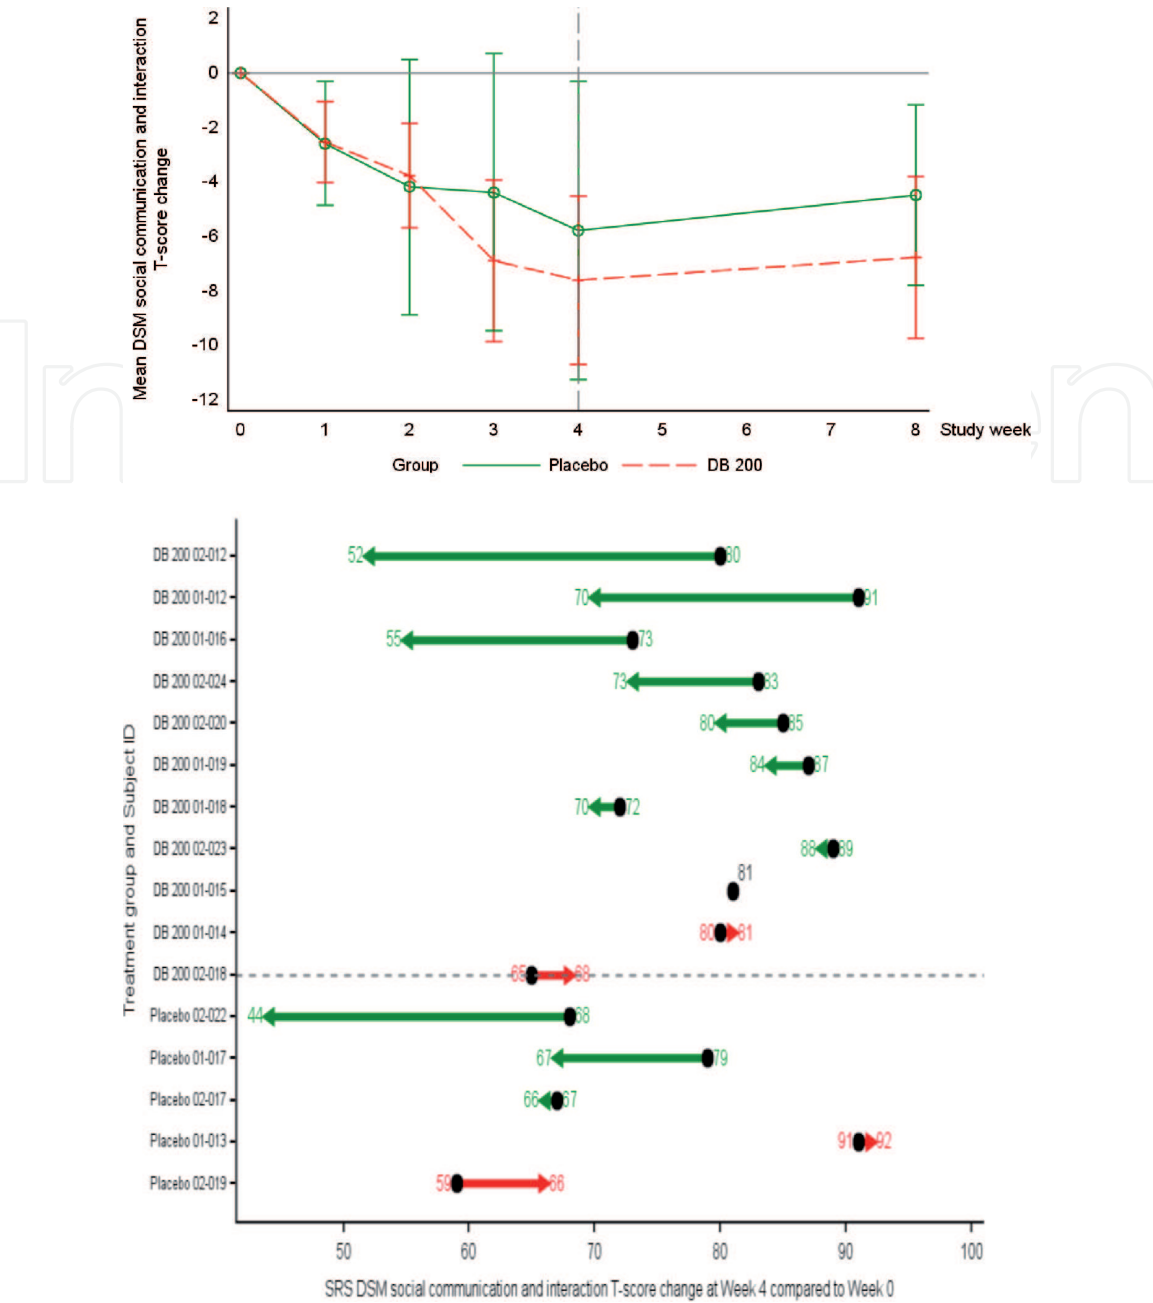 Mean DSM social communication and interaction
T-score change
2
0
-2
-4
-6
-8
-10
-12
0 1 2 3 4 5 6 7 8 Study week
Group Placebo DB 200
Treatment group and Subject ID
DB 200 02-012 52 80
DB 200 01-012 70 91
DB 200 01-016 55 73
DB 200 02-024 73 83
DB 200 02-020 80 85
DB 200 01-019 84 87
DB 200 01-018 70 72
DB 200 02-023 88 89
DB 200 01-015 81
DB 200 01-014 80 81
DB 200 02-018 65 68
Placebo 02-022 44 68
Placebo 01-017 67 79
Placebo 02-017 66 67
Placebo 01-013 91 92
Placebo 02-019 59 66
50 60 70 80 90 100
SRS DSM social communication and interaction T-score change at Week 4 compared to Week 0